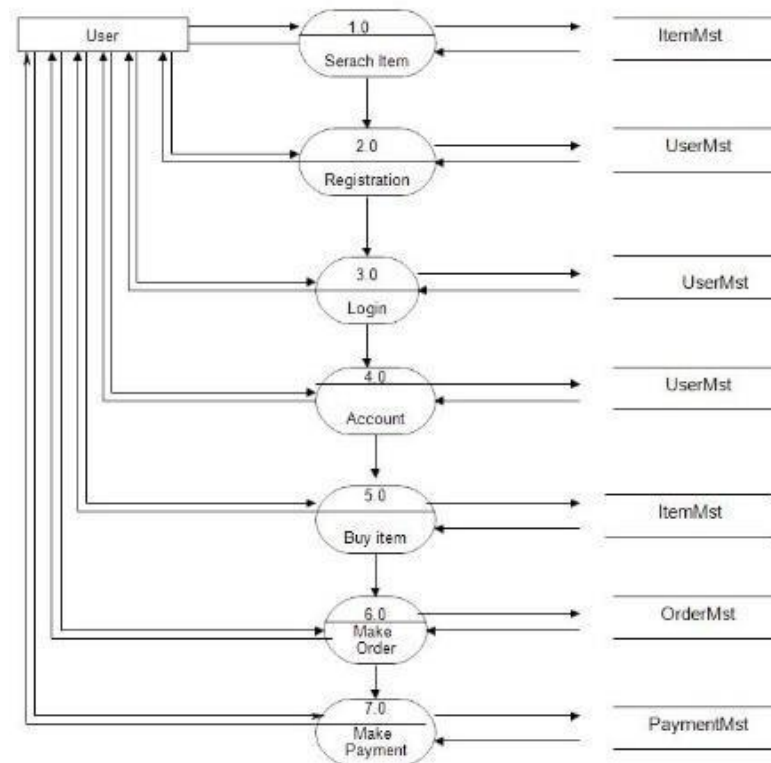 User
1.0
Serach Item
ItemMst
2.0
Registration
UserMst
3.0
Login
UserMst
4.0
Account
UserMst
5.0
Buy item
ItemMst
6.0
Make
Order
OrderMst
7.0
Make
Payment
PaymentMst